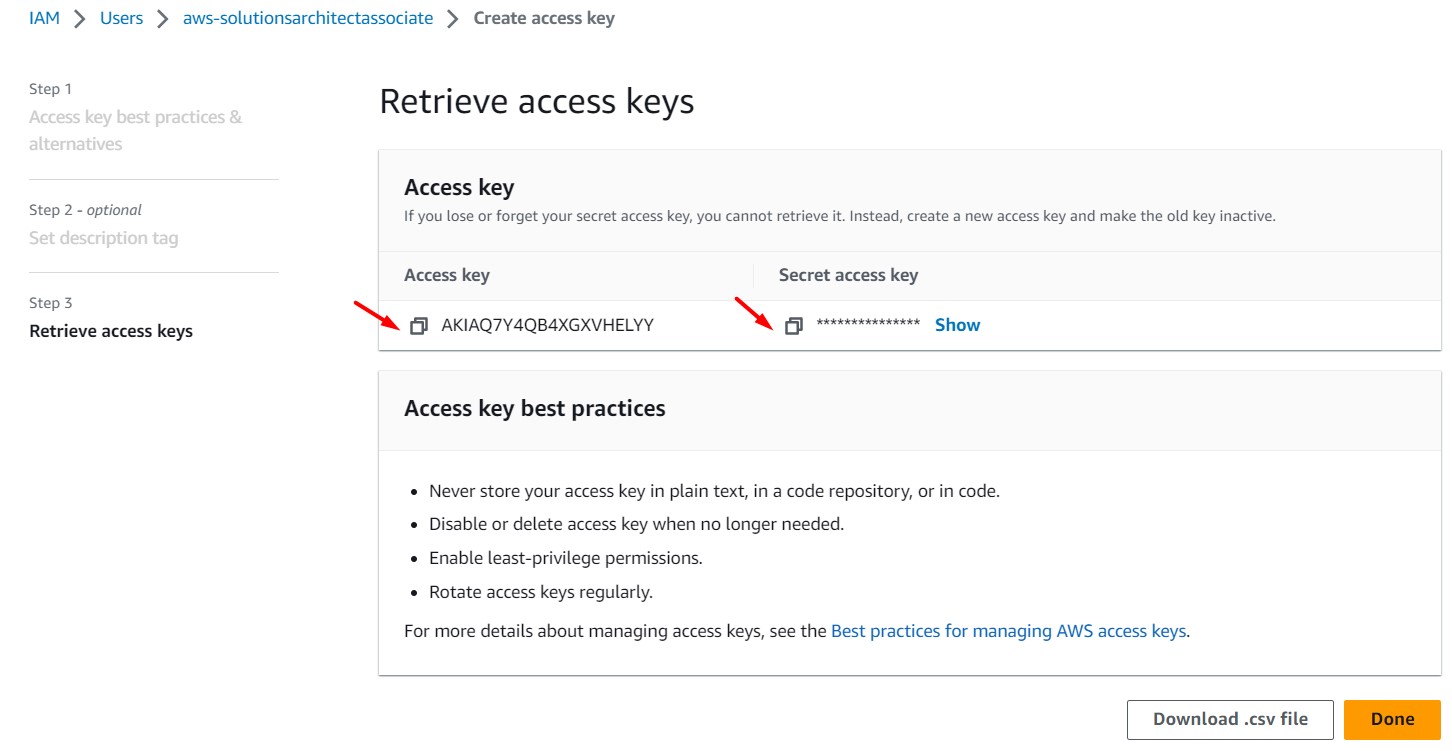 IAM > Users > aws-solutionsarchitectassociate > Create access key
Step 1
Access key best practices &
alternatives
Step 2 - optional
Set description tag
Step 3
Retrieve access keys
Retrieve access keys
Access key
If you lose or forget your secret access key, you cannot retrieve it. Instead, create a new access key and make the old key inactive.
Access key
Secret access key
AKIAQ7Y4QB4XGXVHELYY
*************** Show
Access key best practices
• Never store your access key in plain text, in a code repository, or in code.
• Disable or delete access key when no longer needed.
• Enable least-privilege permissions.
• Rotate access keys regularly.
For more details about managing access keys, see the Best practices for managing AWS access keys.
Download .csv file
Done